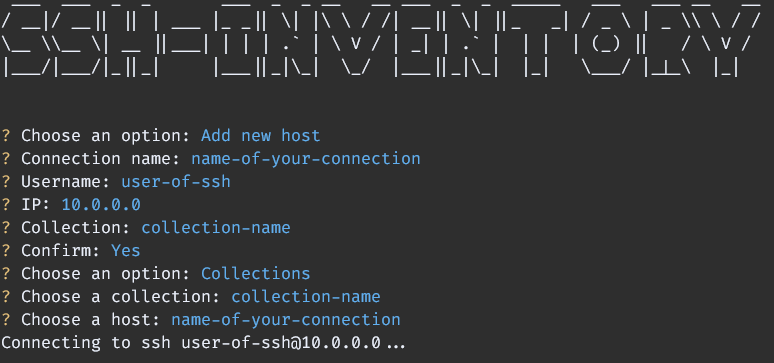 SSH-INVENTORY
? Choose an option: Add new host
? Connection name: name-of-your-connection
? Username: user-of-ssh
? IP: 10.0.0.0
? Collection: collection-name
? Confirm: Yes
? Choose an option: Collections
? Choose a collection: collection-name
? Choose a host: name-of-your-connection
Connecting to ssh user-of-ssh@10.0.0.0...